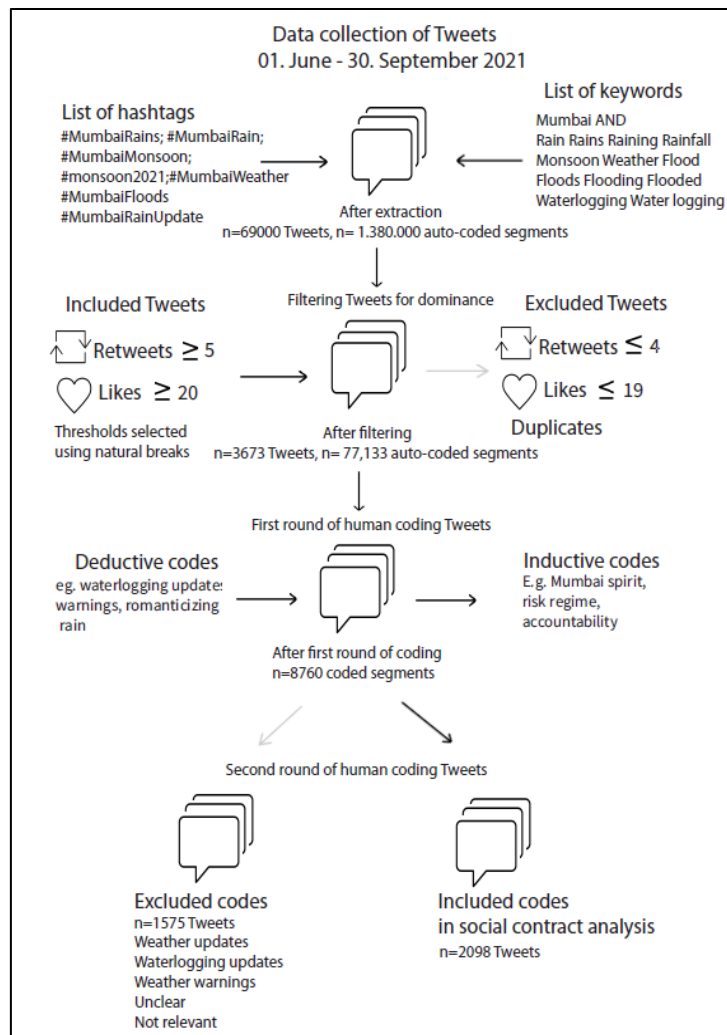 Data collection of Tweets
01. June - 30. September 2021
List of hashtags
#MumbaiRains; #MumbaiRain;
#MumbaiMonsoon;
#monsoon2021;#MumbaiWeather
#MumbaiFloods
#MumbaiRainUpdate
List of keywords
Mumbai AND
Rain Rains Raining Rainfall
Monsoon Weather Flood
Floods Flooding Flooded
Waterlogging Water logging
After extraction
n=69000 Tweets, n= 1.380.000 auto-coded segments
Filtering Tweets for dominance
Included Tweets
Retweets ≥ 5
Likes ≥ 20
Thresholds selected
using natural breaks
Excluded Tweets
Retweets ≤ 4
Likes ≤ 19
Duplicates
After filtering
n=3673 Tweets, n= 77,133 auto-coded segments
First round of human coding Tweets
Deductive codes
eg. waterlogging updates
warnings, romanticizing
rain
Inductive codes
E.g. Mumbai spirit,
risk regime,
accountability
After first round of coding
n=8760 coded segments
Second round of human coding Tweets
Excluded codes
n=1575 Tweets
Weather updates
Waterlogging updates
Weather warnings
Unclear
Not relevant
Included codes
in social contract analysis
n=2098 Tweets